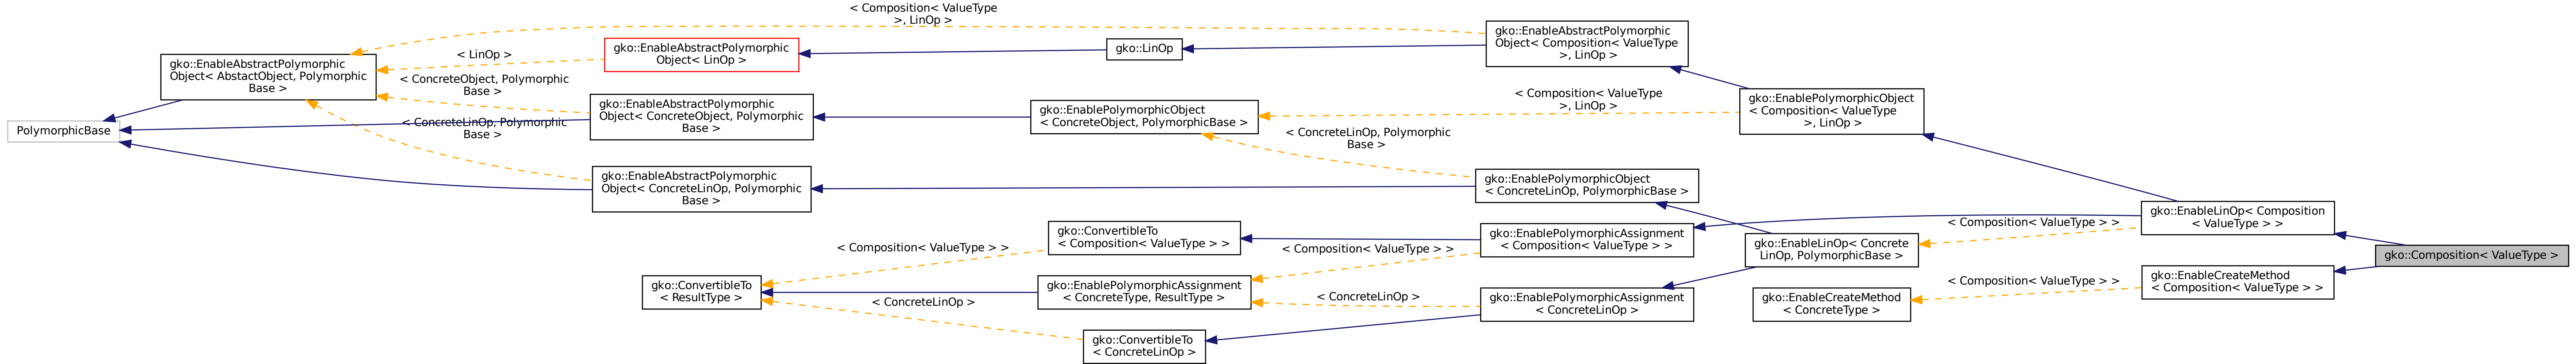 PolymorphicBase
gko::EnableAbstractPolymorphic
Object< AbstactObject, Polymorphic
Base >
< Composition< ValueType
>, LinOp >
< LinOp >
< ConcreteObject, Polymorphic
Base >
< ConcreteLinOp, Polymorphic
Base >
gko::EnableAbstractPolymorphic
Object< LinOp >
gko::EnableAbstractPolymorphic
Object< ConcreteObject, Polymorphic
Base >
gko::EnableAbstractPolymorphic
Object< ConcreteLinOp, Polymorphic
Base >
gko::ConvertibleTo
< ResultType >
< Composition< ValueType > >
< ConcreteLinOp >
gko::LinOp
gko::EnablePolymorphicObject
< ConcreteObject, PolymorphicBase >
gko::ConvertibleTo
< Composition< ValueType > >
gko::EnablePolymorphicAssignment
< ConcreteType, ResultType >
gko::ConvertibleTo
< ConcreteLinOp >
< Composition< ValueType
>, LinOp >
< ConcreteLinOp, Polymorphic
Base >
< Composition< ValueType > >
< ConcreteLinOp >
gko::EnableAbstractPolymorphic
Object< Composition< ValueType
>, LinOp >
gko::EnablePolymorphicObject
< ConcreteLinOp, PolymorphicBase >
gko::EnablePolymorphicAssignment
< Composition< ValueType > >
gko::EnablePolymorphicAssignment
< ConcreteLinOp >
gko::EnablePolymorphicObject
< Composition< ValueType
>, LinOp >
gko::EnableLinOp< Concrete
LinOp, PolymorphicBase >
gko::EnableCreateMethod
< ConcreteType >
< Composition< ValueType > >
< Composition< ValueType > >
gko::EnableLinOp< Composition
< ValueType > >
gko::EnableCreateMethod
< Composition< ValueType > >
gko::Composition< ValueType >